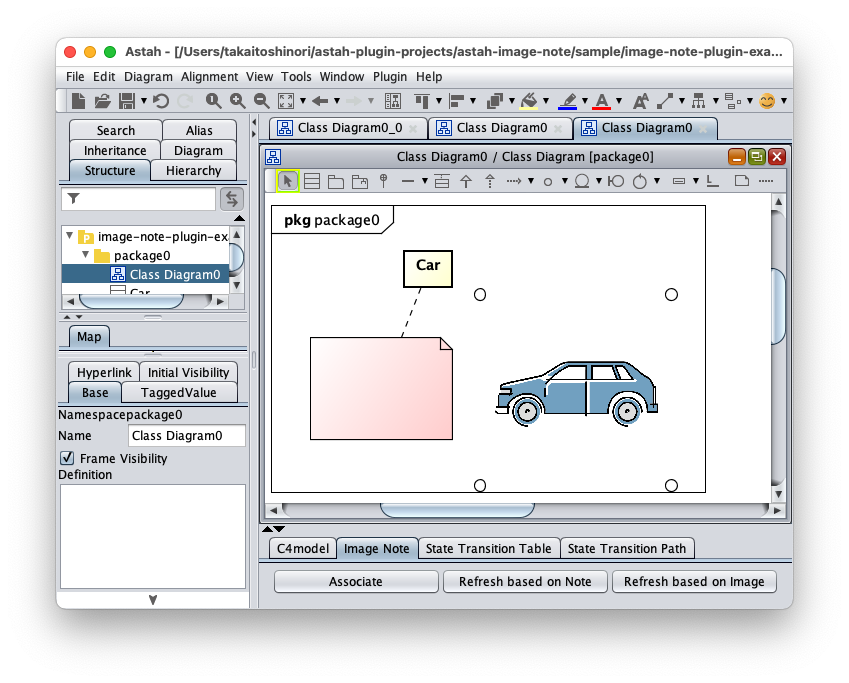 Astah - [/Users/takaitoshinori/astah-plugin-projects/astah-image-note/sample/image-note-plugin-exa...
File Edit Diagram Alignment View Tools Window Plugin Help
Search Alias
Inheritance Diagram
Structure Hierarchy
image-note-plugin-ex
package0
Class Diagram0
Car
Map
Hyperlink Initial Visibility
Base TaggedValue
Namespacepackage0
Name Class Diagram0
Frame Visibility
Definition
Class Diagram0_0 Class Diagram0 Class Diagram0
Class Diagram0 / Class Diagram [package0]
pkg package0
Car
C4model Image Note State Transition Table State Transition Path
Associate Refresh based on Note Refresh based on Image